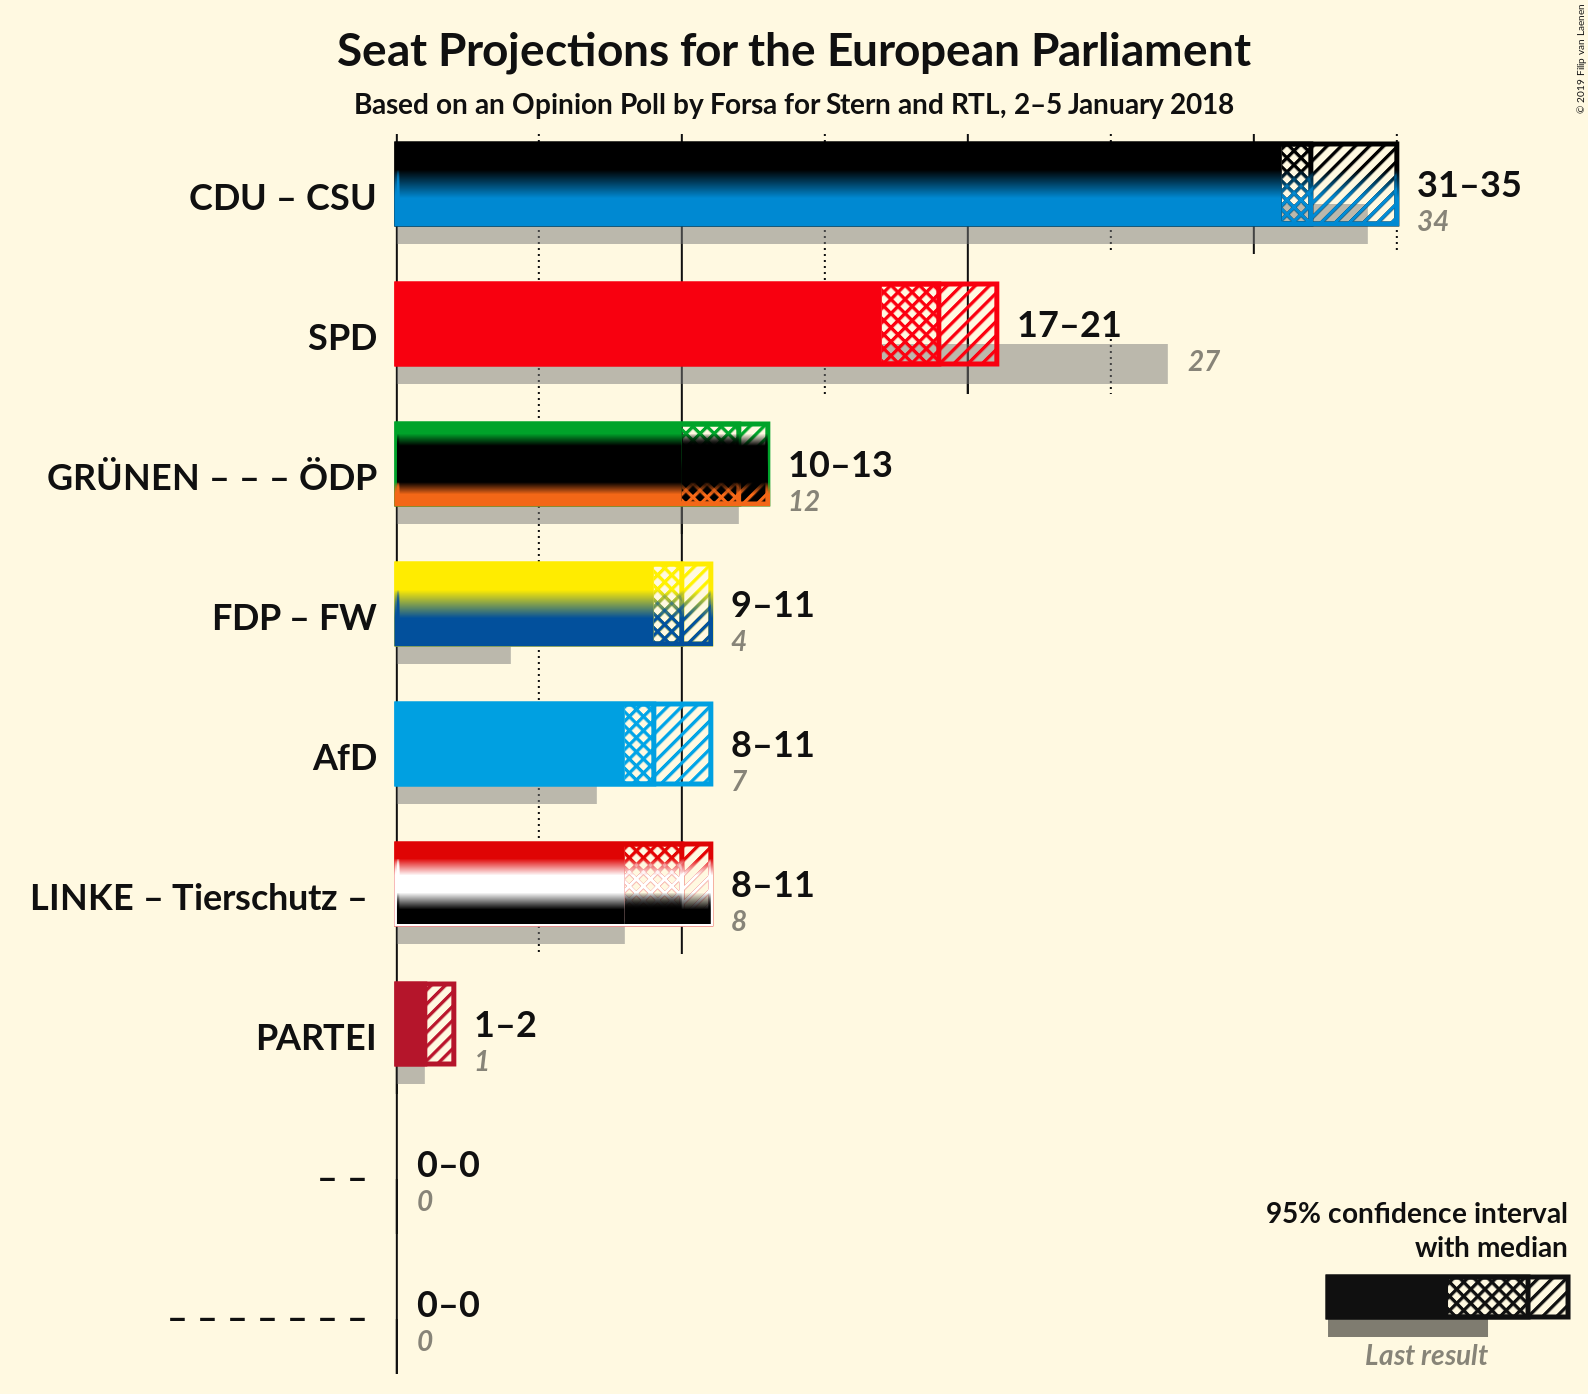 Seat Projections for the European Parliament
Based on an Opinion Poll by Forsa for Stern and RTL, 2–5 January 2018
© 2019 Filip van Laenen
CDU – CSU
31–35
34
SPD
17–21
27
GRÜNEN – – – ÖDP
10–13
12
FDP – FW
9–11
4
AfD
8–11
7
LINKE – Tierschutz –
8–11
8
PARTEI
1–2
1
– –
0–0
0
– – – – – – –
0–0
0
95% confidence interval
with median
Last result